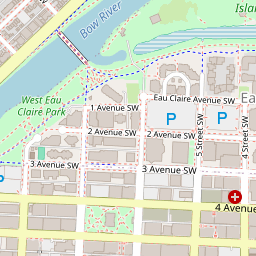 Islan
Bow River
West Eau
Claire Park
Eau Claire Avenue SW
Ea
1 Avenue SW
P
P
2 Avenue SW
2 Avenue SW
5 Street SW
4 Street SW
3 Avenue SW
3 Avenue SW
4 Avenue